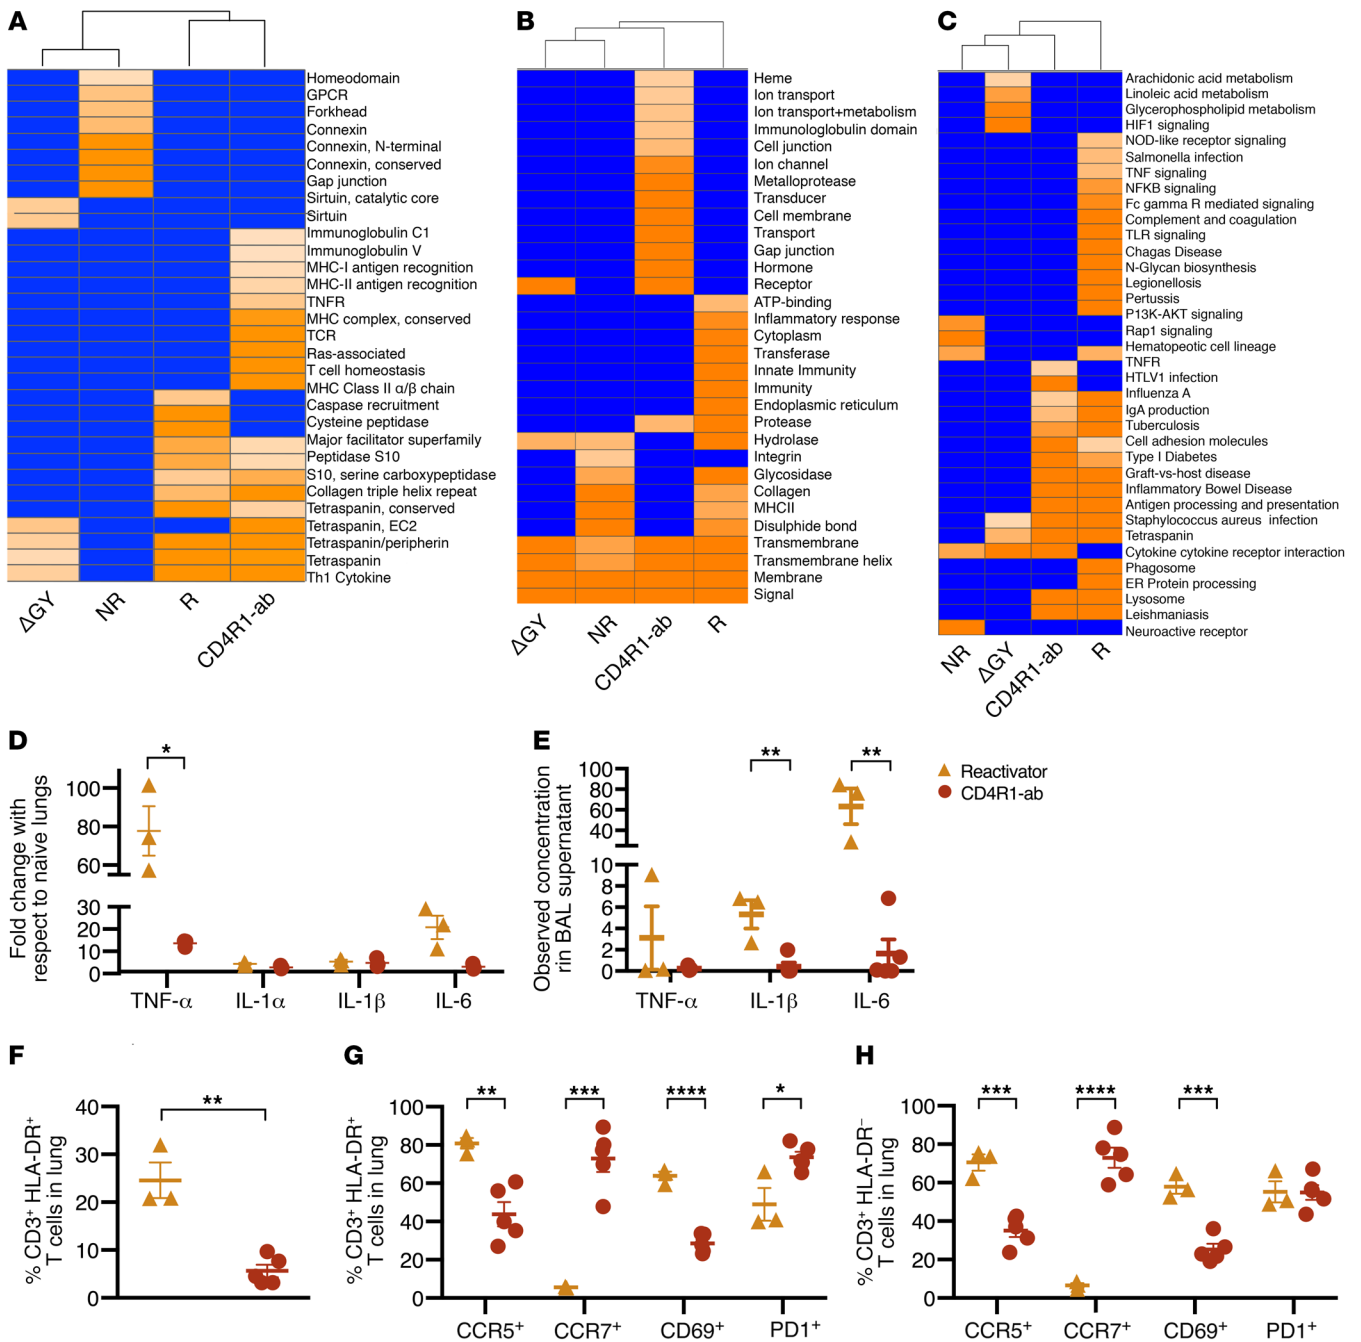 A
Homeodomain
GPCR
Forkhead
Connexin
Connexin, N-terminal
Connexin, conserved
Gap junction
Sirtuin, catalytic core
Sirtuin
Immunoglobulin C1
Immunoglobulin V
MHC-I antigen recognition
MHC-II antigen recognition
TNFR
MHC complex, conserved
TCR
Ras-associated
T cell homeostasis
MHC Class II α/β chain
Caspase recruitment
Cysteine peptidase
Major facilitator superfamily
Peptidase S10
S10, serine carboxypeptidase
Collagen triple helix repeat
Tetraspanin, conserved
Tetraspanin, EC2
Tetraspanin/peripherin
Tetraspanin
Th1 Cytokine
ΔGY
NR
R
CD4R1-ab
B
Heme
Ion transport
Ion transport+metabolism
Immunologlobulin domain
Cell junction
Ion channel
Metalloprotease
Transducer
Cell membrane
Transport
Gap junction
Hormone
Receptor
ATP-binding
Inflammatory response
Cytoplasm
Transferase
Innate Immunity
Immunity
Endoplasmic reticulum
Protease
Hydrolase
Integrin
Glycosidase
Collagen
MHCII
Disulphide bond
Transmembrane
Transmembrane helix
Membrane
Signal
ΔGY
NR
CD4R1-ab
R
C
Arachidonic acid metabolism
Linoleic acid metabolism
Glycerophospholipid metabolism
HIF1 signaling
NOD-like receptor signaling
Salmonella infection
TNF signaling
NFKB signaling
Fc gamma R mediated signaling
Complement and coagulation
TLR signaling
Chagas Disease
N-Glycan biosynthesis
Legionellosis
Pertussis
P13K-AKT signaling
Rap1 signaling
Hematopeotic cell lineage
TNFR
HTLV1 infection
Influenza A
IgA production
Tuberculosis
Cell adhesion molecules
Type I Diabetes
Graft-vs-host disease
Inflammatory Bowel Disease
Antigen processing and presentation
Staphylococcus aureus infection
Tetraspanin
Cytokine cytokine receptor interaction
Phagosome
ER Protein processing
Lysosome
Leishmaniasis
Neuroactive receptor
NR
ΔGY
CD4R1-ab
R
D
Fold change with
respect to naive lungs
100
80
60
30
20
10
0
*
TNF-α
IL-1α
IL-1β
IL-6
E
Observed concentration
rin BAL supernatant
100
80
60
40
10
8
6
4
2
0
**
**
TNF-α
IL-1β
IL-6
Reactivator
CD4R1-ab
F
% CD3⁺ HLA-DR⁺
T cells in lung
40
30
20
10
0
**
G
% CD3⁺ HLA-DR⁺
T cells in lung
100
80
60
40
20
0
**
***
****
*
CCR5⁺
CCR7⁺
CD69⁺
PD1⁺
H
% CD3⁺ HLA-DR⁻
T cells in lung
100
80
60
40
20
0
***
****
***
CCR5⁺
CCR7⁺
CD69⁺
PD1⁺